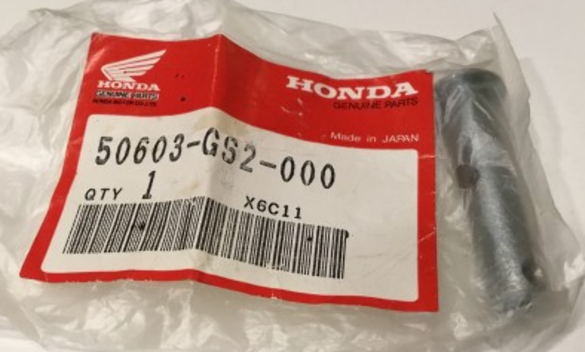 HONDA
GENUINE PARTS
HONDA MOTOR CO.,LTD.
HONDA
GENUINE PARTS
Made in JAPAN
50603-GS2-000
QTY 1
X6C11